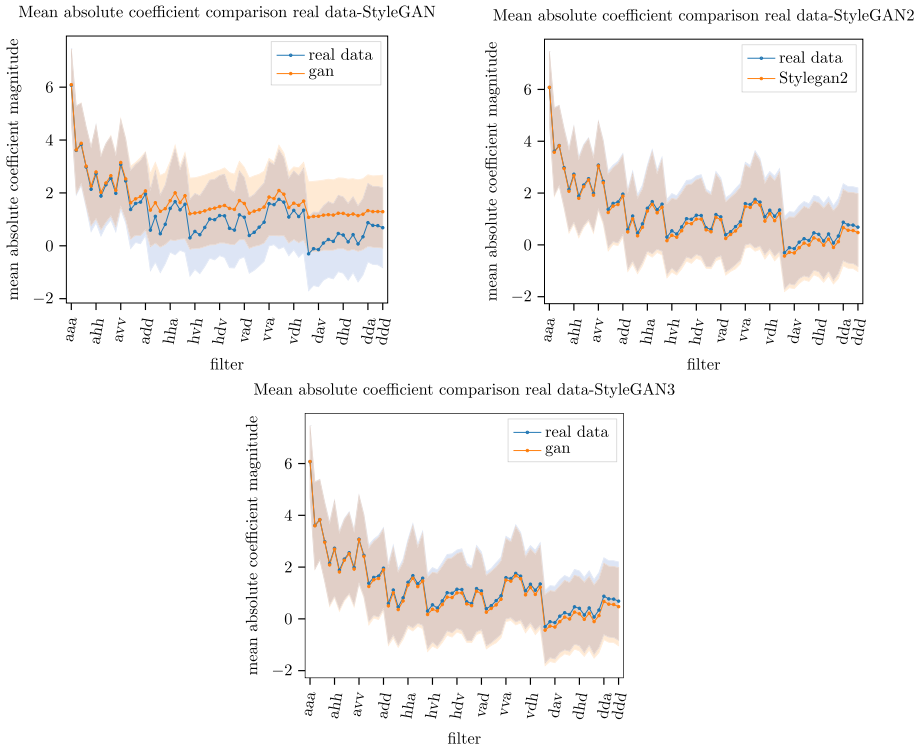 Mean absolute coefficient comparison real data-StyleGAN
mean absolute coefficient magnitude
6
4
2
0
−2
real data
gan
aaa
ahh
avv
add
hha
hvh
hdv
vad
vva
vdh
dav
dhd
dda
ddd
filter
Mean absolute coefficient comparison real data-StyleGAN2
mean absolute coefficient magnitude
6
4
2
0
−2
real data
Stylegan2
aaa
ahh
avv
add
hha
hvh
hdv
vad
vva
vdh
dav
dhd
dda
ddd
filter
Mean absolute coefficient comparison real data-StyleGAN3
mean absolute coefficient magnitude
6
4
2
0
−2
real data
gan
aaa
ahh
avv
add
hha
hvh
hdv
vad
vva
vdh
dav
dhd
dda
ddd
filter